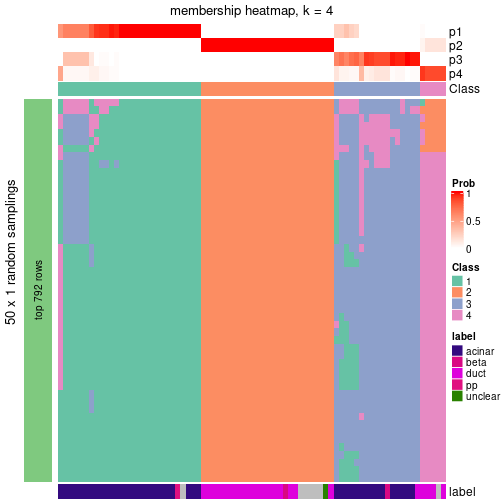 membership heatmap, k = 4
p1
p2
p3
p4
Class
50 x 1 random samplings
top 792 rows
Prob
1
0.5
0
Class
1
2
3
4
label
acinar
beta
duct
pp
unclear
label